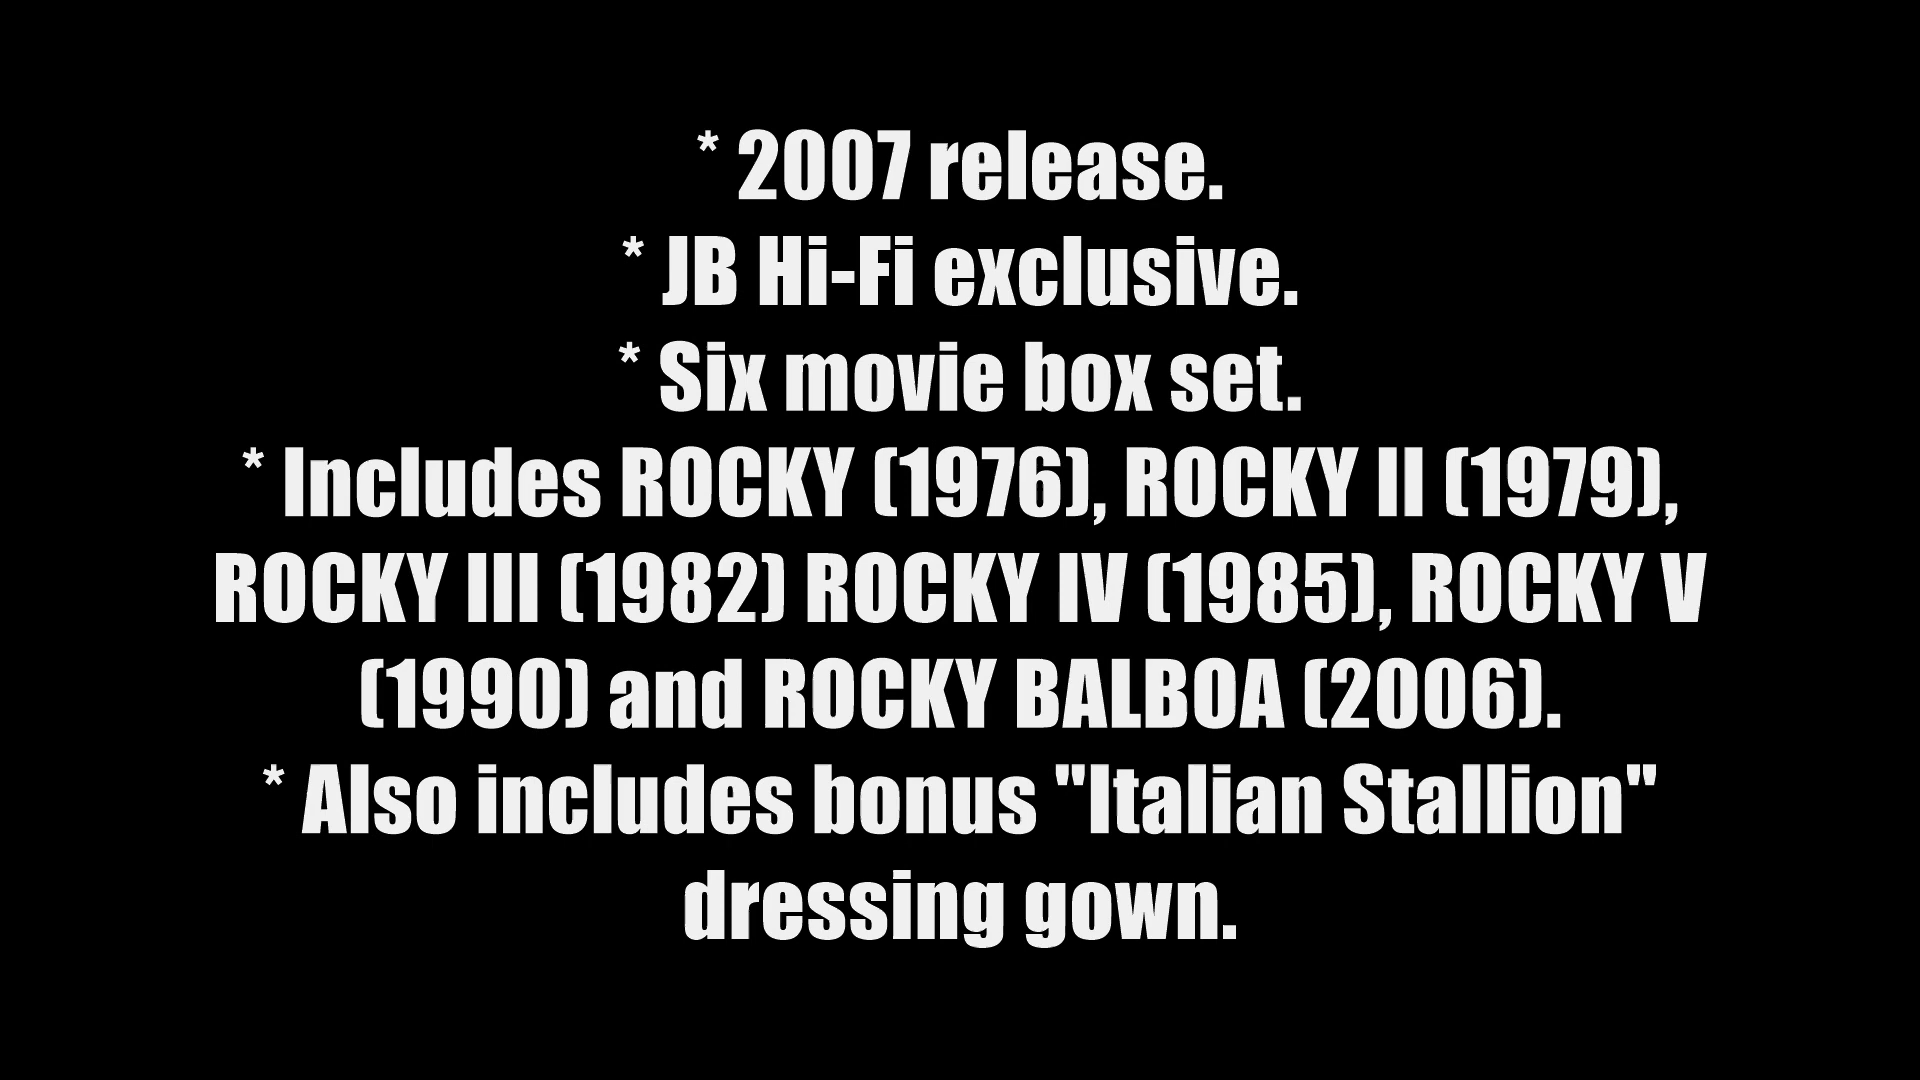 * 2007 release.
* JB Hi-Fi exclusive.
* Six movie box set.
* Includes ROCKY (1976), ROCKY II (1979),
ROCKY III (1982) ROCKY IV (1985), ROCKY V
(1990) and ROCKY BALBOA (2006).
* Also includes bonus "Italian Stallion"
dressing gown.